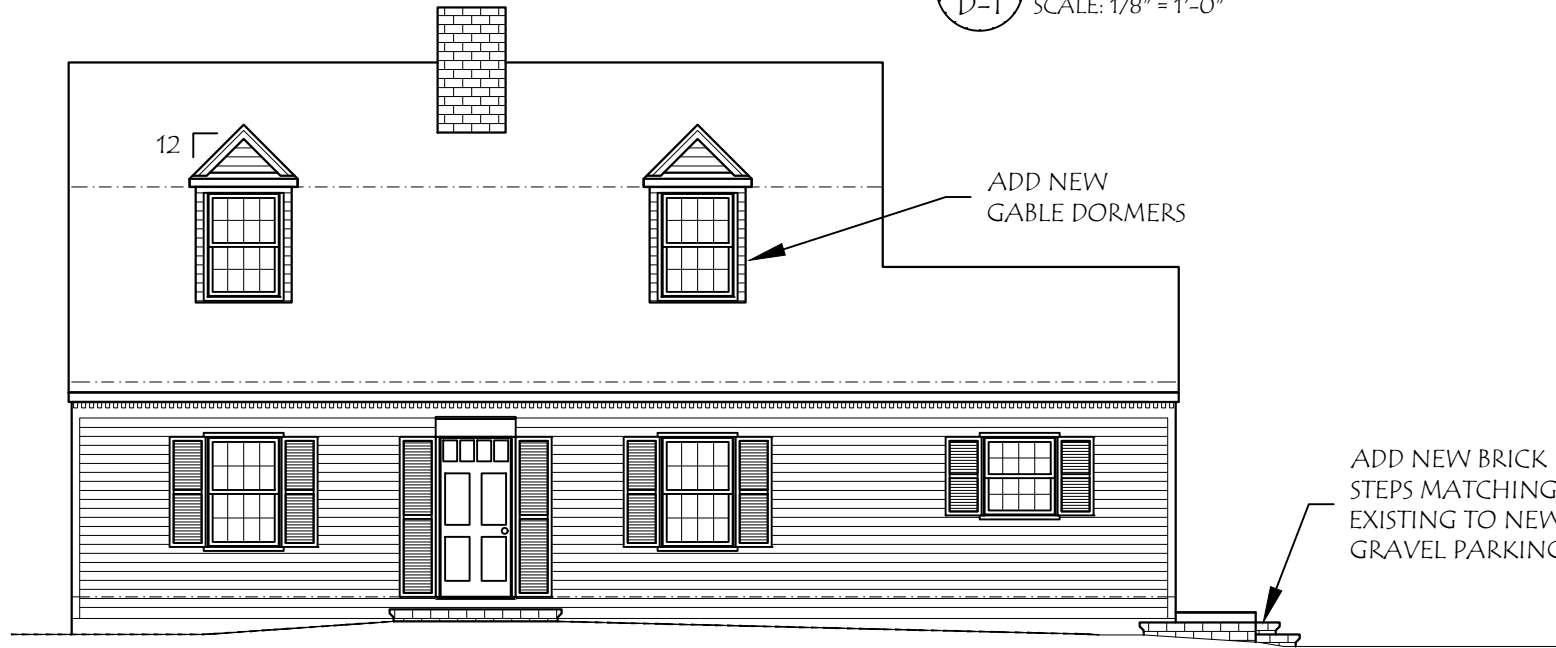 D-1
SCALE: 1/8" = 1'-0"
12
ADD NEW
GABLE DORMERS
ADD NEW BRICK
STEPS MATCHING
EXISTING TO NEW
GRAVEL PARKING